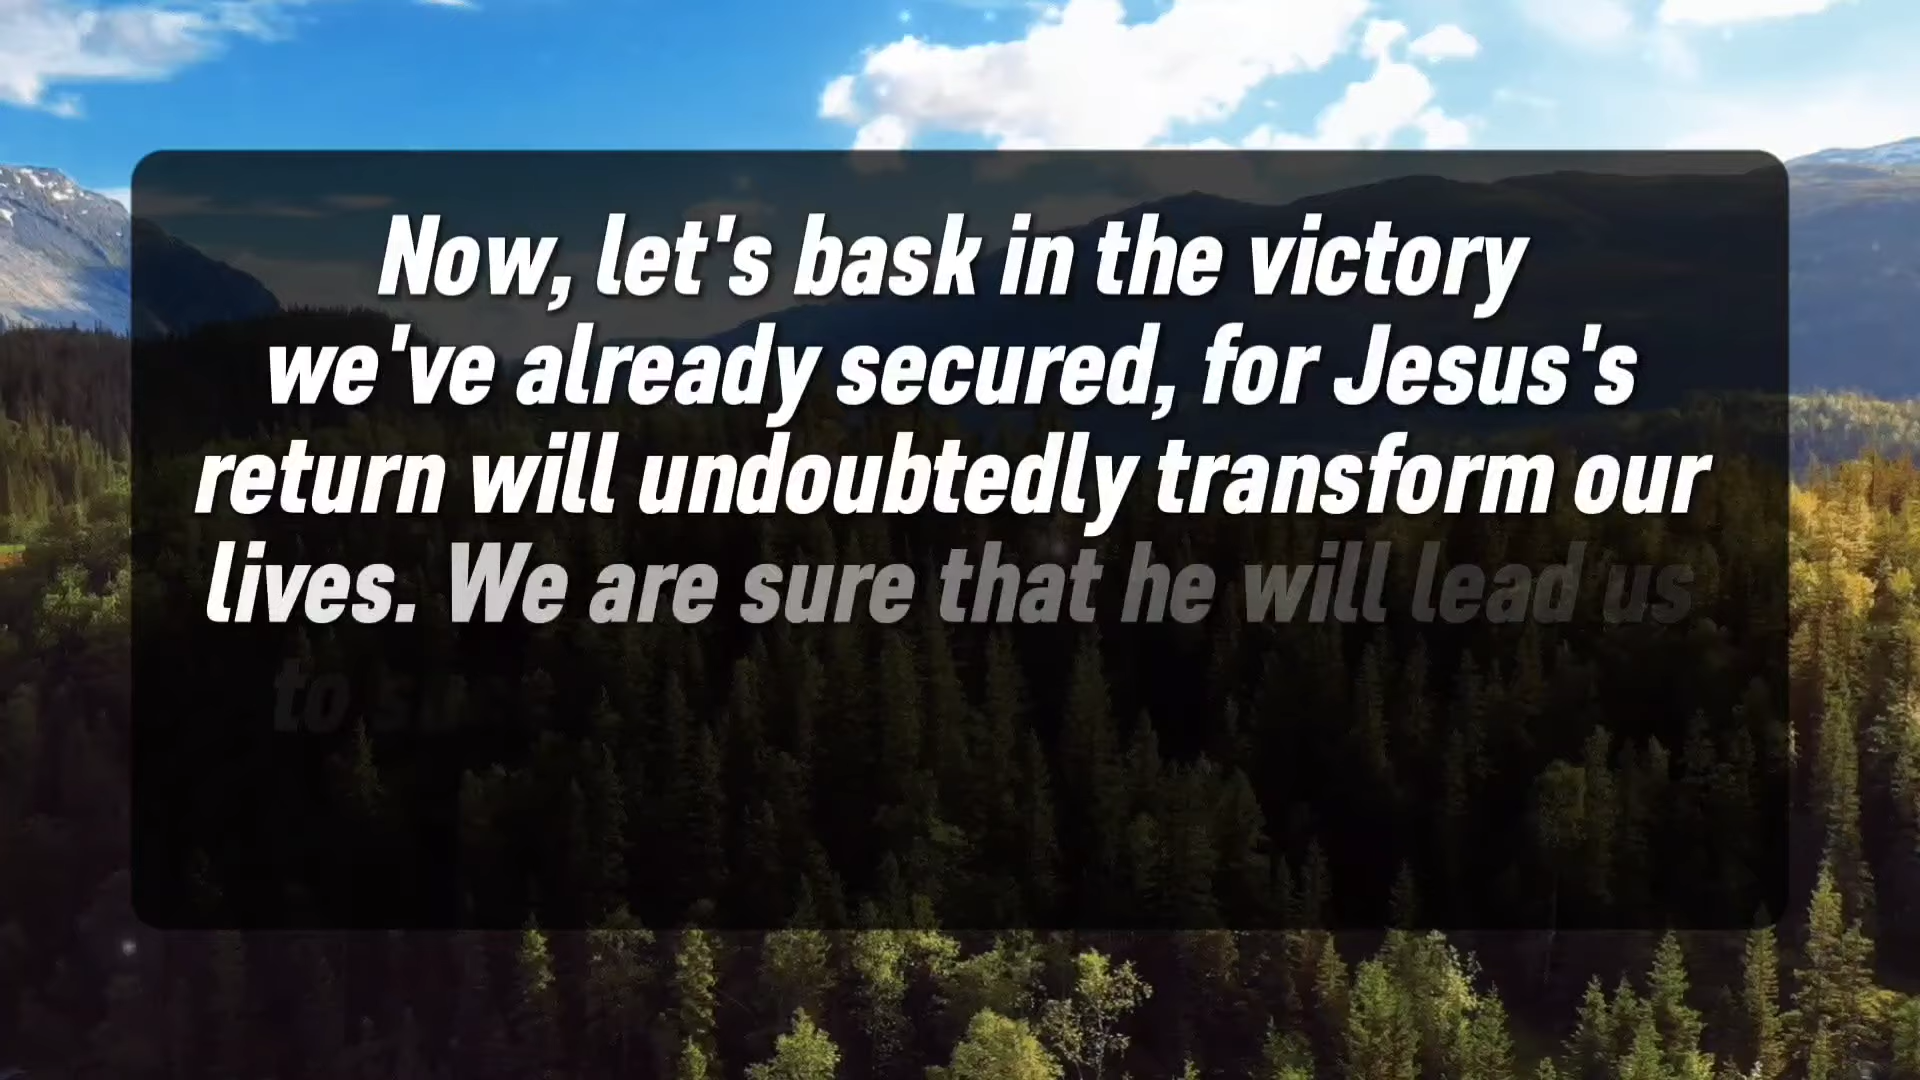 Now, let's bask in the victory
we've already secured, for Jesus's
return will undoubtedly transform our
lives. We are sure that he will lead us
to